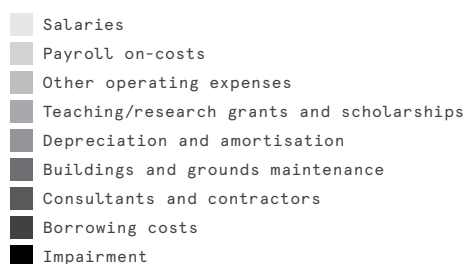 Salaries
Payroll on-costs
Other operating expenses
Teaching/research grants and scholarships
Depreciation and amortisation
Buildings and grounds maintenance
Consultants and contractors
Borrowing costs
Impairment